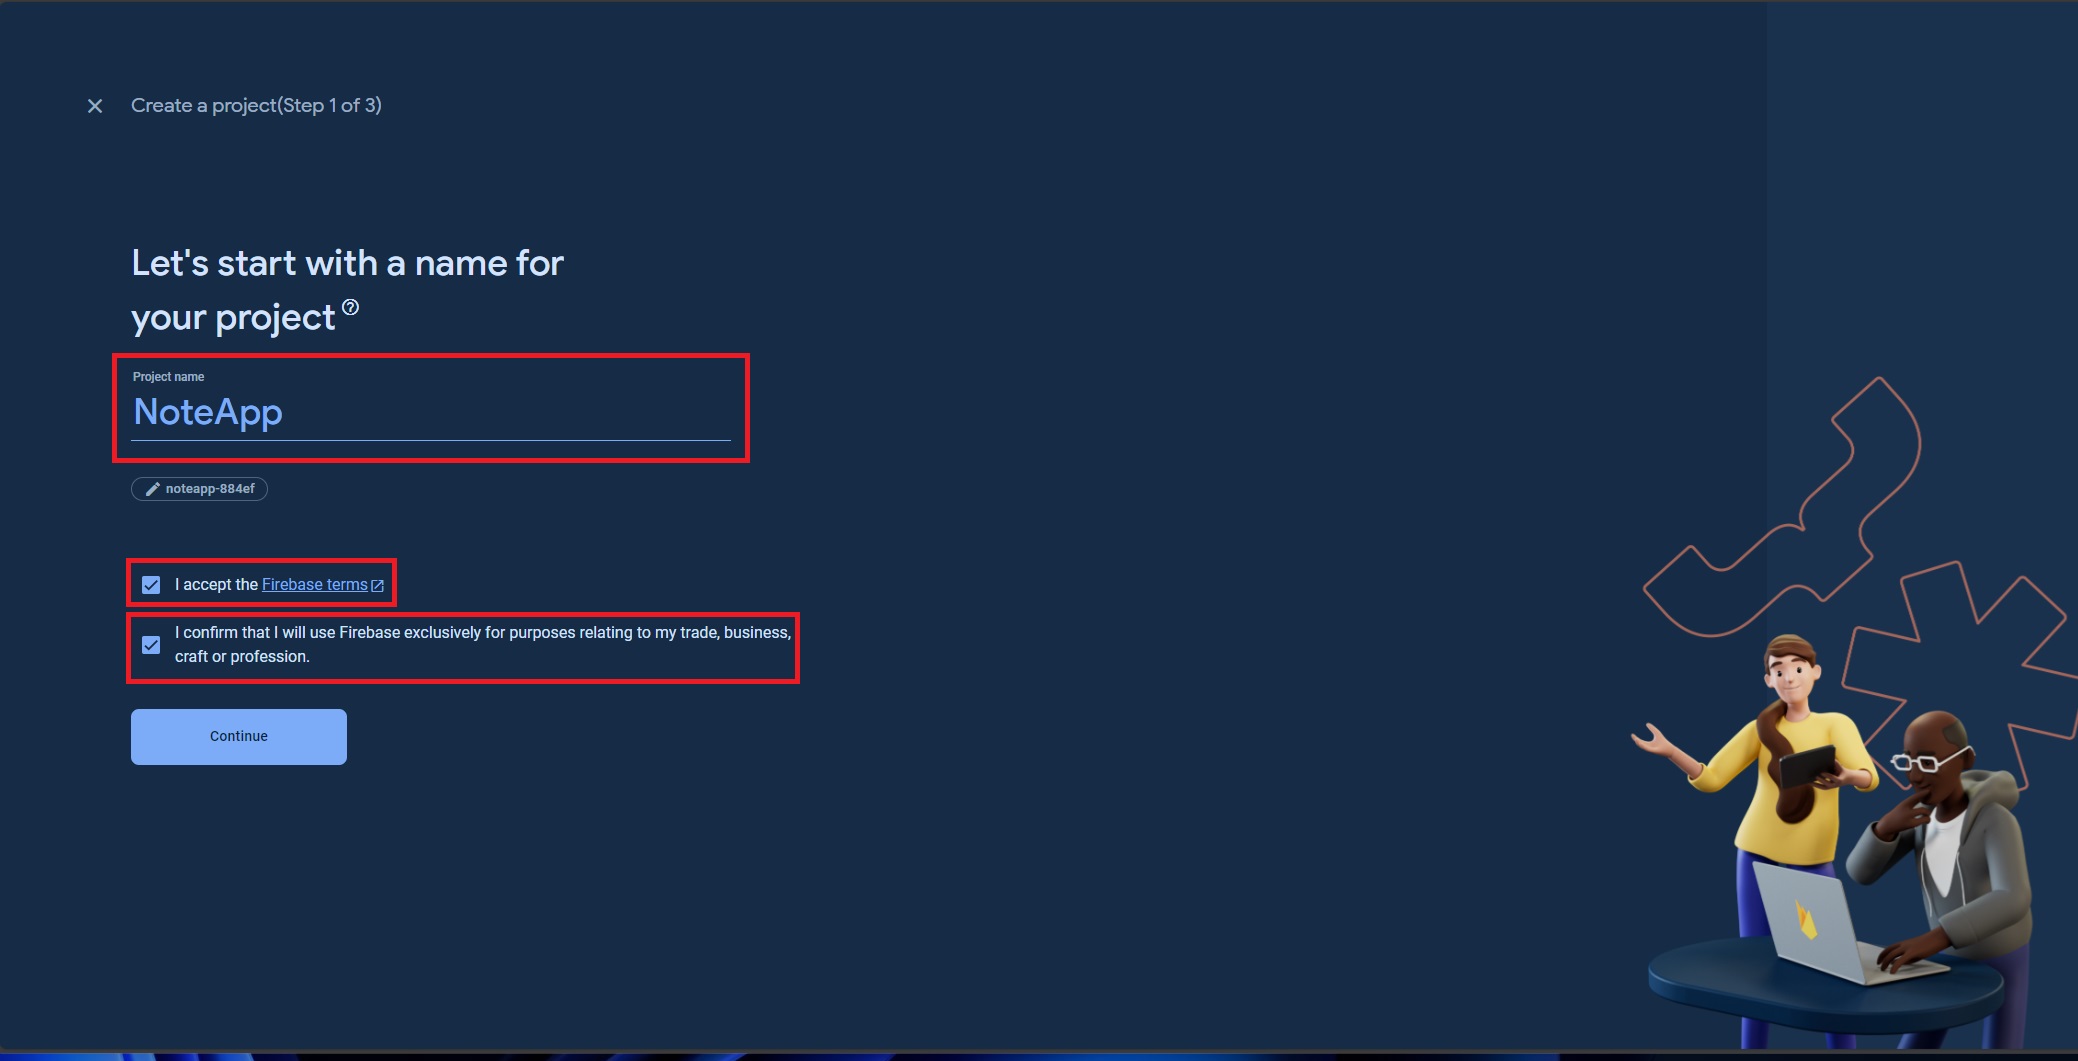 Create a project(Step 1 of 3)
Let's start with a name for
your project
Project name
NoteApp
noteapp-884ef
I accept the Firebase terms
I confirm that I will use Firebase exclusively for purposes relating to my trade, business,
craft or profession.
Continue